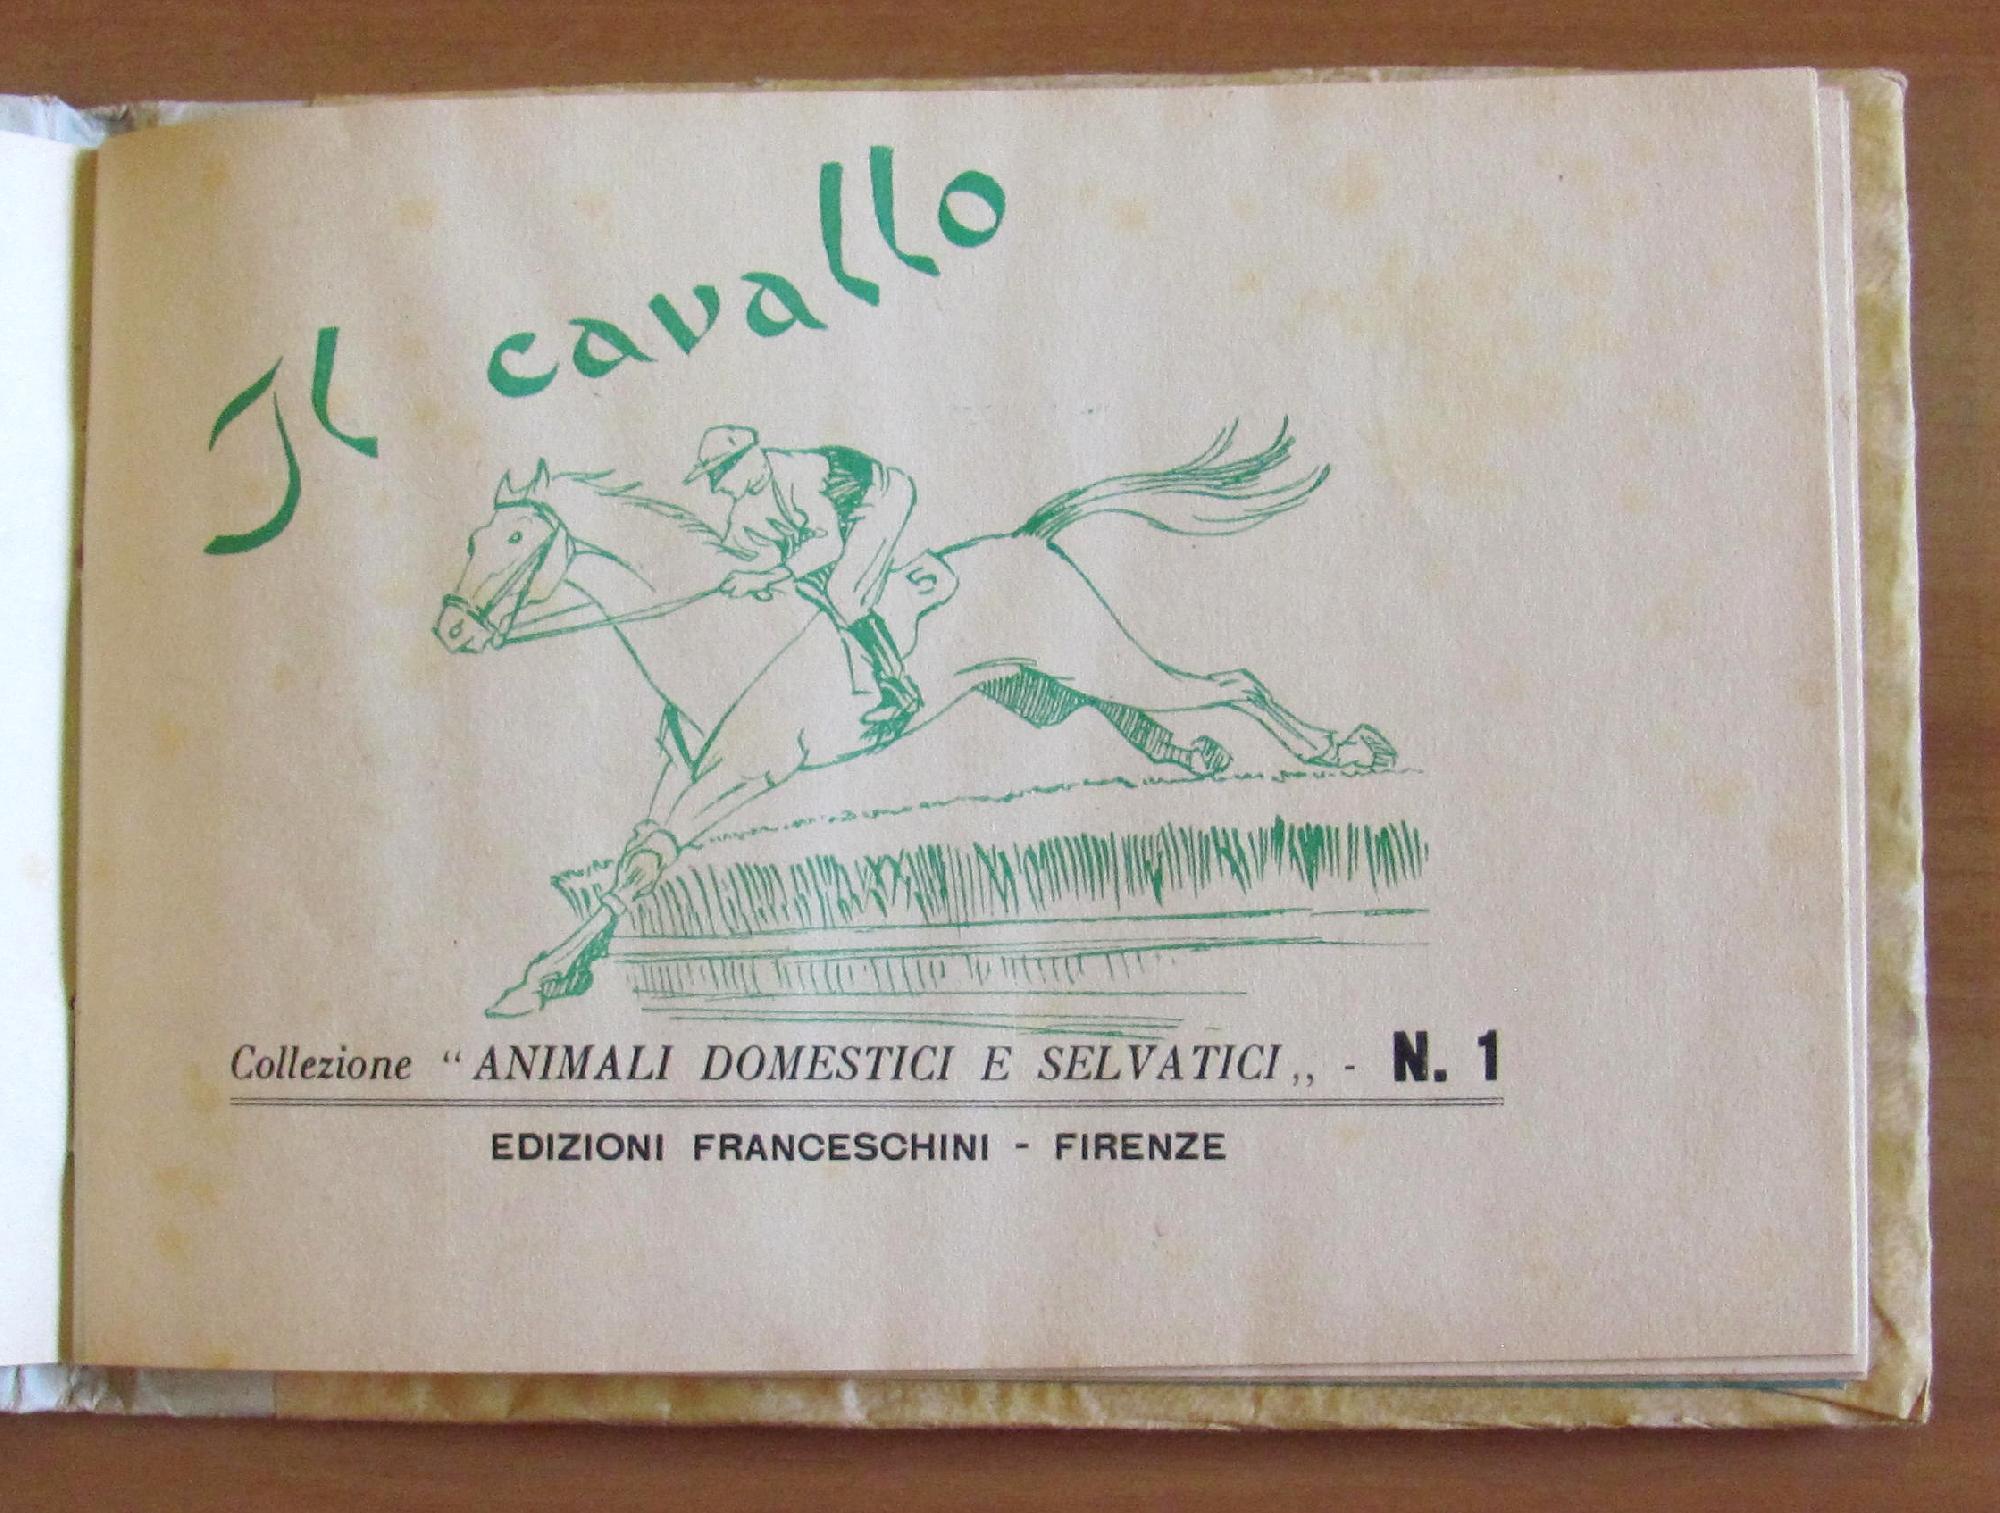 Il cavallo
5
Collezione “ ANIMALI DOMESTICI E SELVATICI „ - N. 1
EDIZIONI FRANCESCHINI - FIRENZE